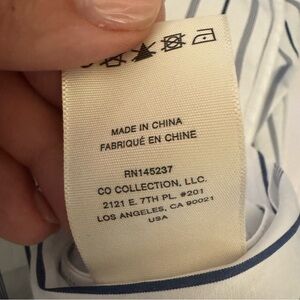 MADE IN CHINA
FABRIQUÉ EN CHINE
RN145237
CO COLLECTION, LLC.
2121 E. 7TH PL. #201
LOS ANGELES, CA 90021
USA